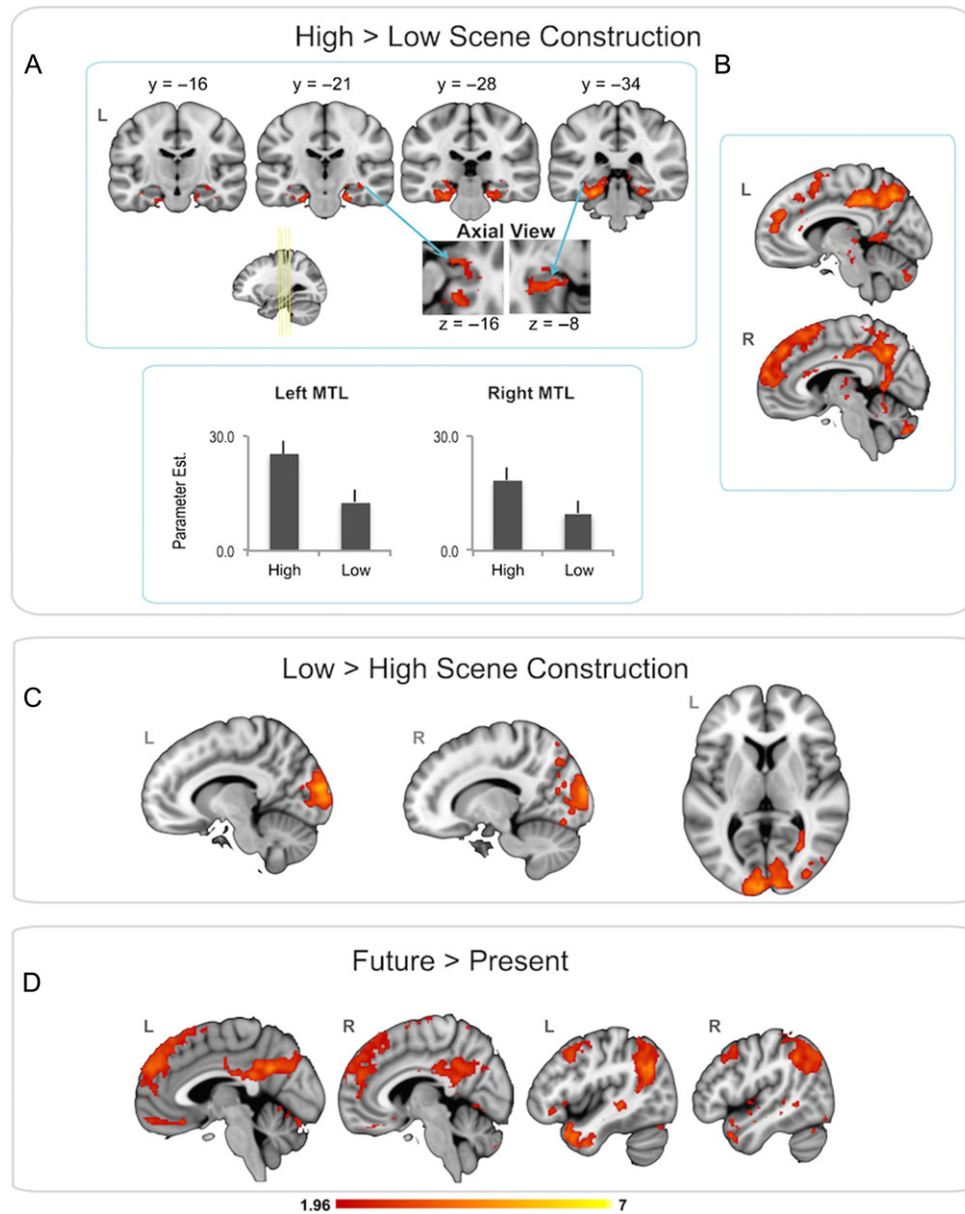 High > Low Scene Construction
A
B
y = −16
y = −21
y = −28
y = −34
L
Axial View
z = −16
z = −8
L
R
Left MTL
Right MTL
30.0
30.0
Parameter Est.
0.0
0.0
High
Low
High
Low
Low > High Scene Construction
C
L
R
L
Future > Present
D
L
R
L
R
1.96
7